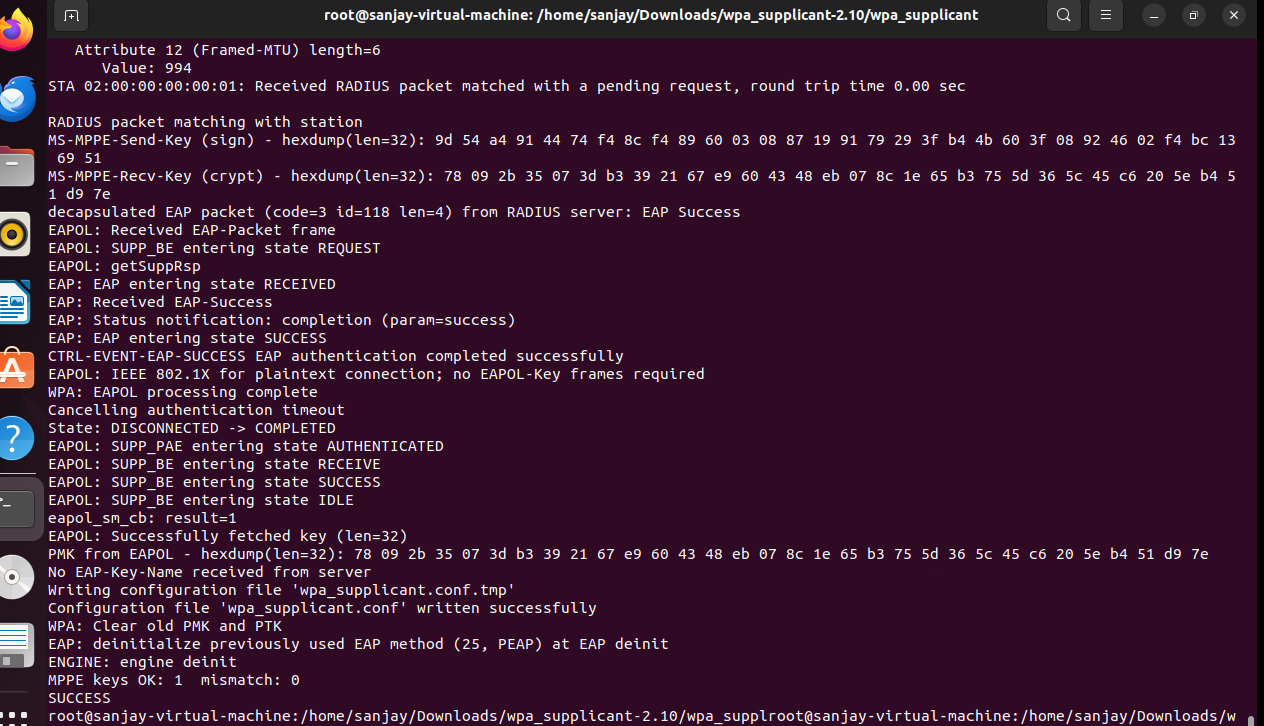 root@sanjay-virtual-machine: /home/sanjay/Downloads/wpa_supplicant-2.10/wpa_supplicant
   Attribute 12 (Framed-MTU) length=6
      Value: 994
STA 02:00:00:00:00:01: Received RADIUS packet matched with a pending request, round trip time 0.00 sec

RADIUS packet matching with station
MS-MPPE-Send-Key (sign) - hexdump(len=32): 9d 54 a4 91 44 74 f4 8c f4 89 60 03 08 87 19 91 79 29 3f b4 4b 60 3f 08 92 46 02 f4 bc 13
 69 51
MS-MPPE-Recv-Key (crypt) - hexdump(len=32): 78 09 2b 35 07 3d b3 39 21 67 e9 60 43 48 eb 07 8c 1e 65 b3 75 5d 36 5c 45 c6 20 5e b4 5
1 d9 7e
decapsulated EAP packet (code=3 id=118 len=4) from RADIUS server: EAP Success
EAPOL: Received EAP-Packet frame
EAPOL: SUPP_BE entering state REQUEST
EAPOL: getSuppRsp
EAP: EAP entering state RECEIVED
EAP: Received EAP-Success
EAP: Status notification: completion (param=success)
EAP: EAP entering state SUCCESS
CTRL-EVENT-EAP-SUCCESS EAP authentication completed successfully
EAPOL: IEEE 802.1X for plaintext connection; no EAPOL-Key frames required
WPA: EAPOL processing complete
Cancelling authentication timeout
State: DISCONNECTED -> COMPLETED
EAPOL: SUPP_PAE entering state AUTHENTICATED
EAPOL: SUPP_BE entering state RECEIVE
EAPOL: SUPP_BE entering state SUCCESS
EAPOL: SUPP_BE entering state IDLE
eapol_sm_cb: result=1
EAPOL: Successfully fetched key (len=32)
PMK from EAPOL - hexdump(len=32): 78 09 2b 35 07 3d b3 39 21 67 e9 60 43 48 eb 07 8c 1e 65 b3 75 5d 36 5c 45 c6 20 5e b4 51 d9 7e
No EAP-Key-Name received from server
Writing configuration file 'wpa_supplicant.conf.tmp'
Configuration file 'wpa_supplicant.conf' written successfully
WPA: Clear old PMK and PTK
EAP: deinitialize previously used EAP method (25, PEAP) at EAP deinit
ENGINE: engine deinit
MPPE keys OK: 1  mismatch: 0
SUCCESS
root@sanjay-virtual-machine:/home/sanjay/Downloads/wpa_supplicant-2.10/wpa_supplroot@sanjay-virtual-machine:/home/sanjay/Downloads/w